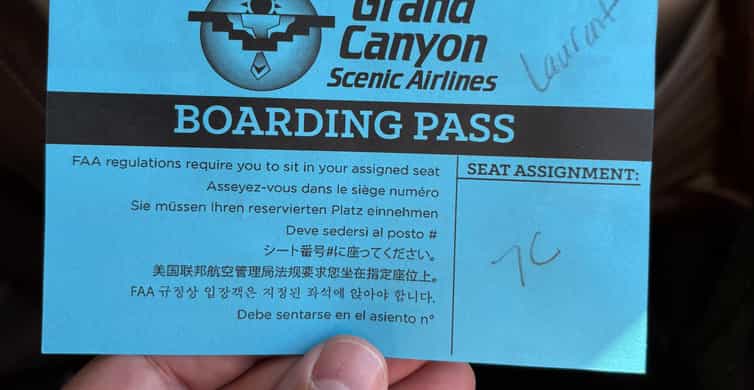 Grand
Canyon
Scenic Airlines
Laurent
BOARDING PASS
FAA regulations require you to sit in your assigned seat
Asseyez-vous dans le siège numéro
Sie müssen Ihren reservierten Platz einnehmen
Deve sedersi al posto #
シート番号#に座ってください。
美国联邦航空管理局法规要求您坐在指定座位上。
FAA 규정상 입장객은 지정된 좌석에 앉아야 합니다.
Debe sentarse en el asiento n°
SEAT ASSIGNMENT:
7C